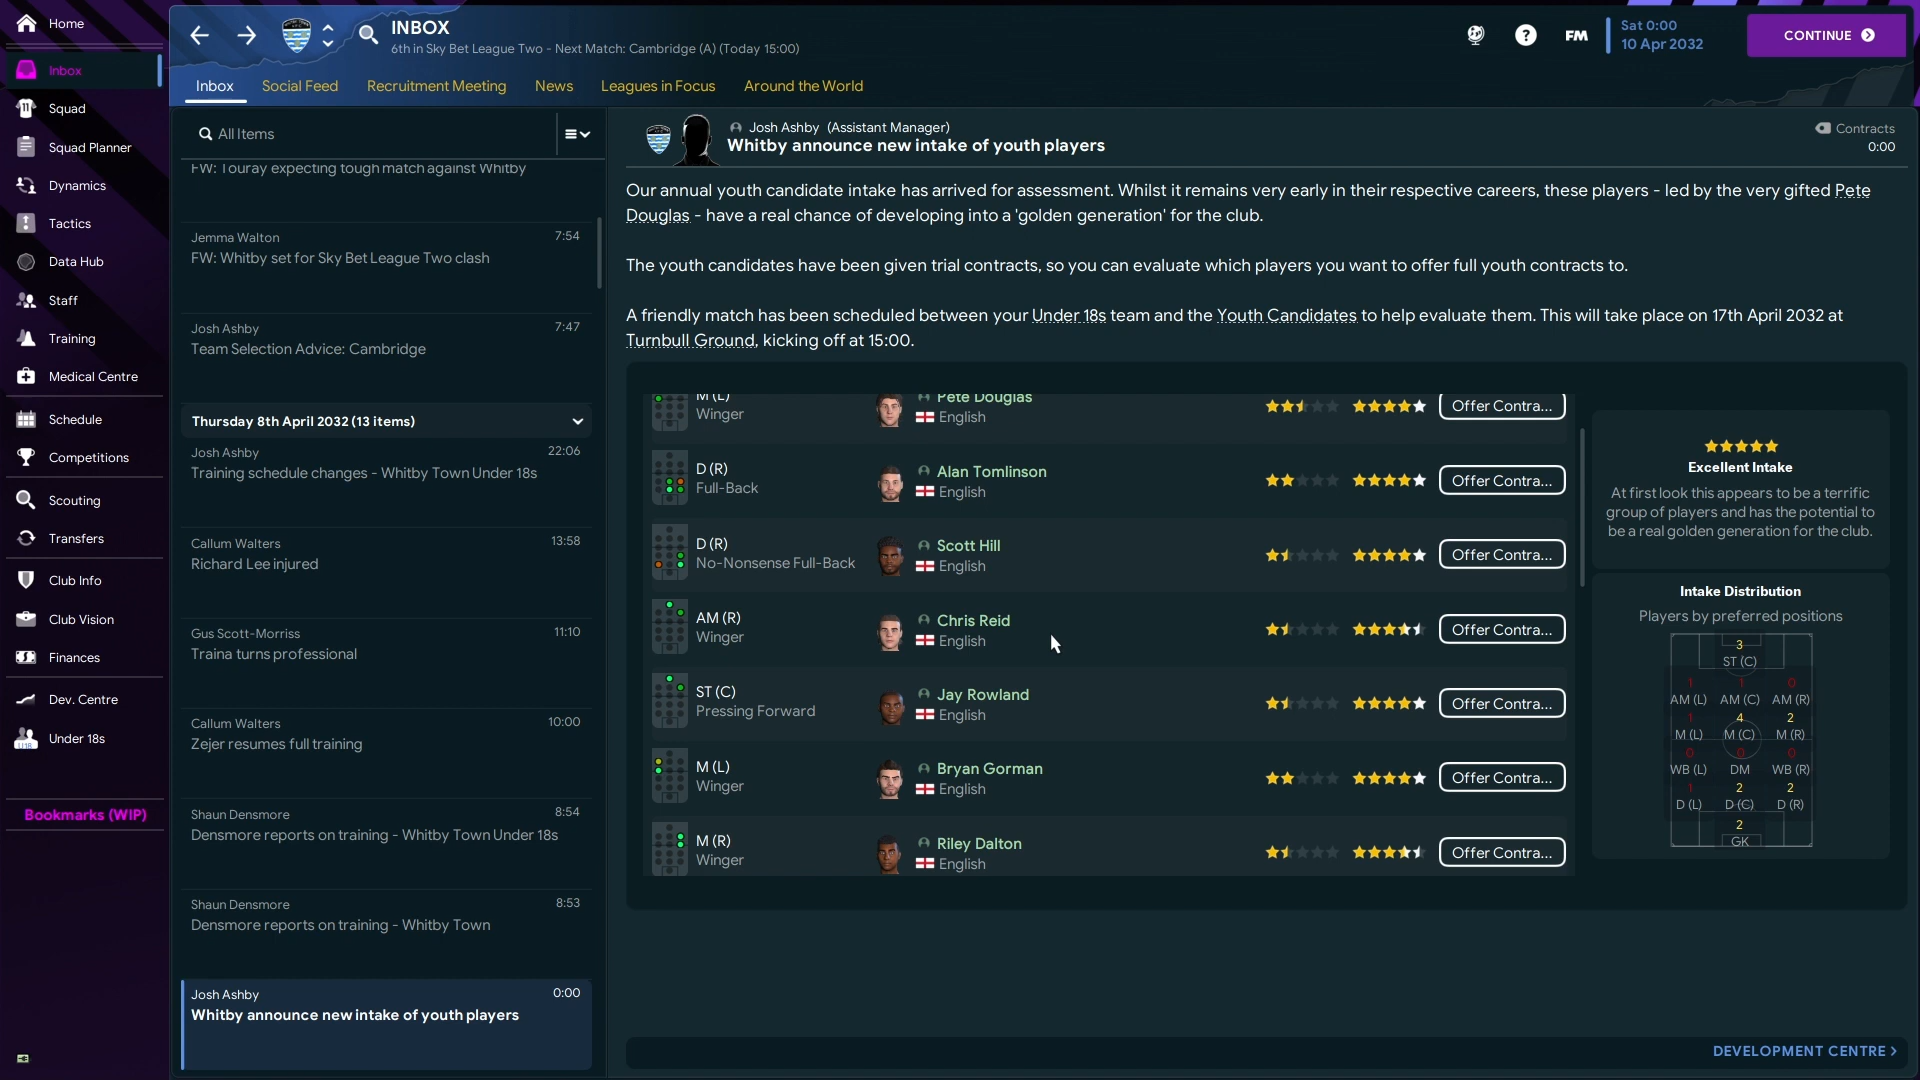 Home
Inbox
Squad
Squad Planner
Dynamics
Tactics
Data Hub
Staff
Training
Medical Centre
Schedule
Competitions
Scouting
Transfers
Club Info
Club Vision
Finances
Dev. Centre
Under 18s
Bookmarks (WIP)
INBOX
6th in Sky Bet League Two - Next Match: Cambridge (A) (Today 15:00)
FM
Sat 0:00
10 Apr 2032
CONTINUE
Inbox
Social Feed
Recruitment Meeting
News
Leagues in Focus
Around the World
All Items
FW: Touray expecting tough match against Whitby
Jemma Walton
7:54
FW: Whitby set for Sky Bet League Two clash
Josh Ashby
7:47
Team Selection Advice: Cambridge
Thursday 8th April 2032 (13 items)
Josh Ashby
22:06
Training schedule changes - Whitby Town Under 18s
Callum Walters
13:58
Richard Lee injured
Gus Scott-Morriss
11:10
Traina turns professional
Callum Walters
10:00
Zejer resumes full training
Shaun Densmore
8:54
Densmore reports on training - Whitby Town Under 18s
Shaun Densmore
8:53
Densmore reports on training - Whitby Town
Josh Ashby
0:00
Whitby announce new intake of youth players
Josh Ashby (Assistant Manager)
Whitby announce new intake of youth players
Contracts
0:00
Our annual youth candidate intake has arrived for assessment. Whilst it remains very early in their respective careers, these players - led by the very gifted Pete
Douglas - have a real chance of developing into a 'golden generation' for the club.
The youth candidates have been given trial contracts, so you can evaluate which players you want to offer full youth contracts to.
A friendly match has been scheduled between your Under 18s team and the Youth Candidates to help evaluate them. This will take place on 17th April 2032 at
Turnbull Ground, kicking off at 15:00.
M (L)
Winger
Pete Douglas
English
Offer Contra...
D (R)
Full-Back
Alan Tomlinson
English
Offer Contra...
D (R)
No-Nonsense Full-Back
Scott Hill
English
Offer Contra...
AM (R)
Winger
Chris Reid
English
Offer Contra...
ST (C)
Pressing Forward
Jay Rowland
English
Offer Contra...
M (L)
Winger
Bryan Gorman
English
Offer Contra...
M (R)
Winger
Riley Dalton
English
Offer Contra...
Excellent Intake
At first look this appears to be a terrific
group of players and has the potential to
be a real golden generation for the club.
Intake Distribution
Players by preferred positions
3
ST (C)
1 1 0
AM (L) AM (C) AM (R)
1 4 2
M (L) M (C) M (R)
0 0 0
WB (L) DM WB (R)
1 2 2
D (L) D (C) D (R)
2
GK
DEVELOPMENT CENTRE >